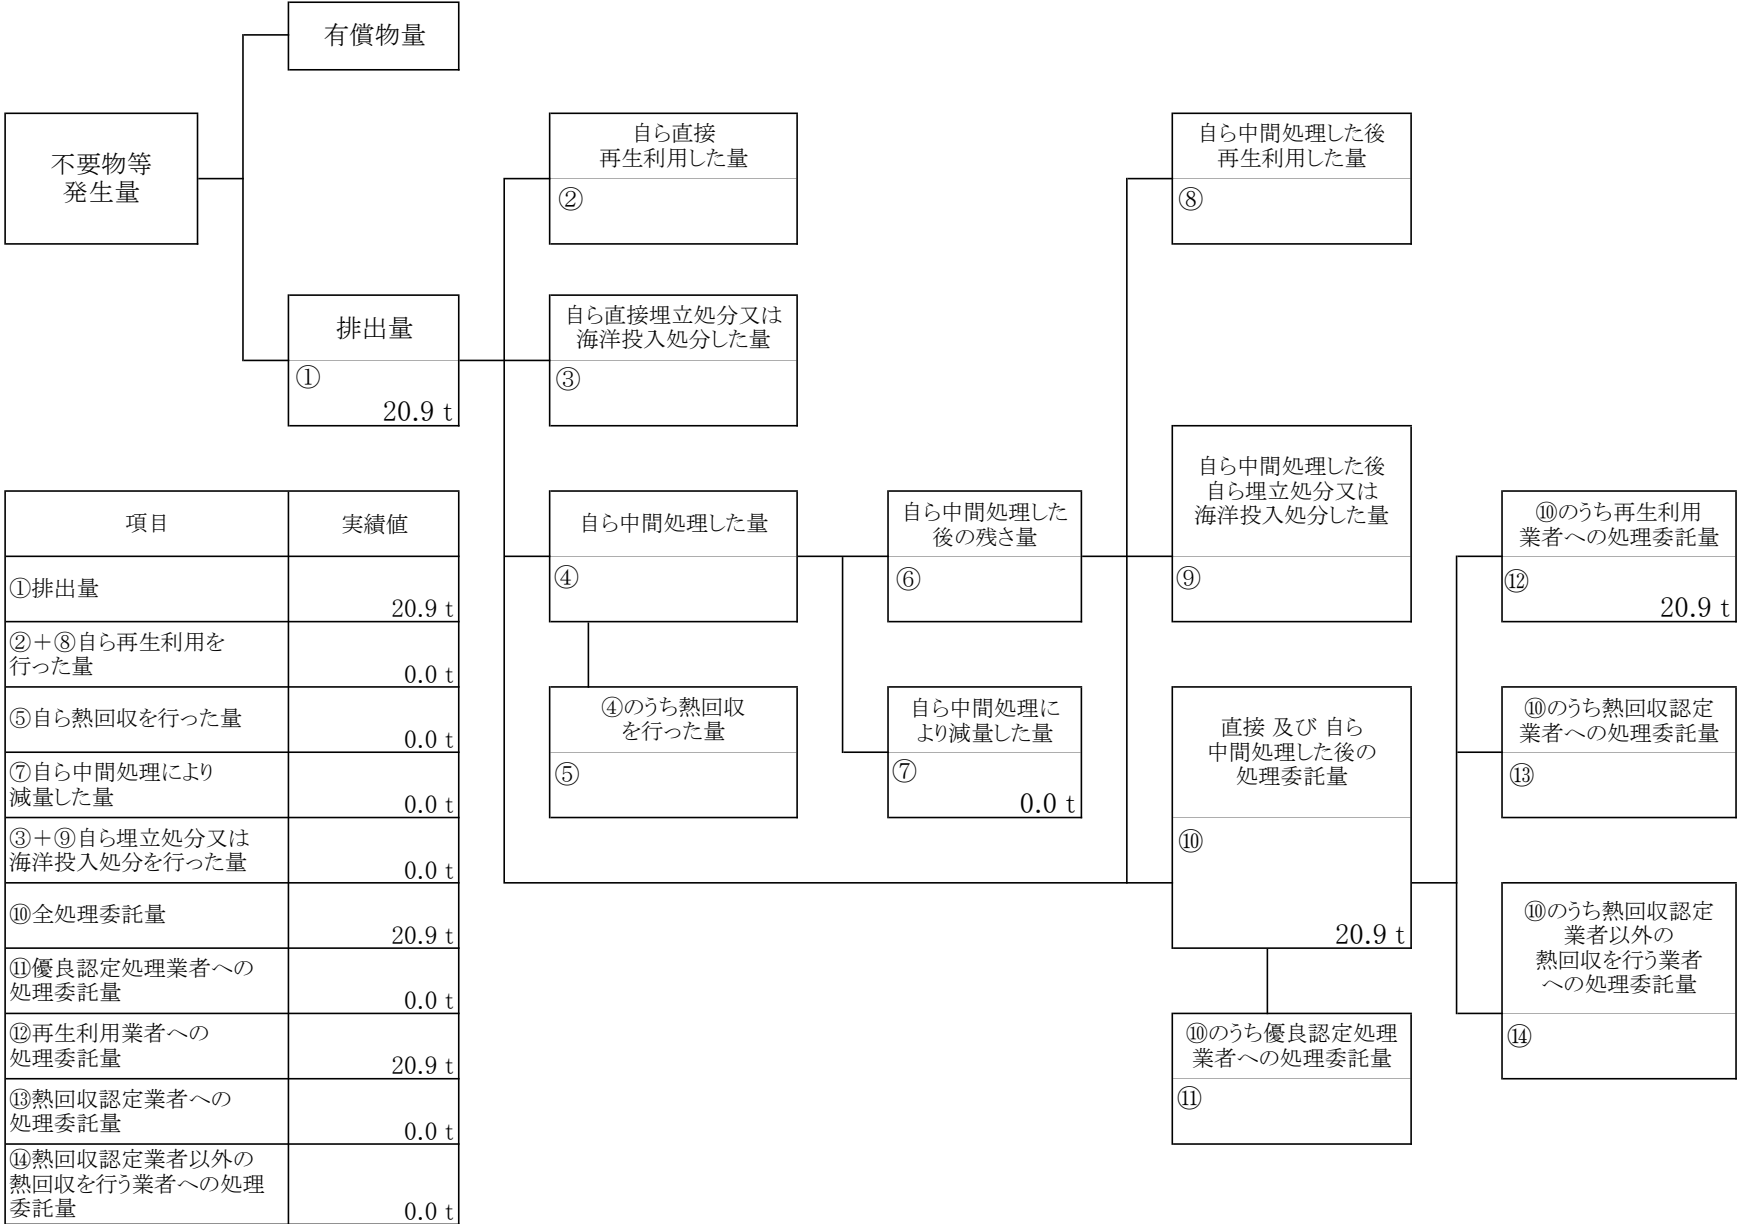 有償物量
不要物等
発生量
自ら直接
再生利用した量
②
自ら中間処理した後
再生利用した量
⑧
排出量
①
20.9 t
自ら直接埋立処分又は
海洋投入処分した量
③
自ら中間処理した量
④
自ら中間処理した
後の残さ量
⑥
自ら中間処理した後
自ら埋立処分又は
海洋投入処分した量
⑨
⑩のうち再生利用
業者への処理委託量
⑫
20.9 t
④のうち熱回収
を行った量
⑤
自ら中間処理に
より減量した量
⑦
0.0 t
直接 及び 自ら
中間処理した後の
処理委託量
⑩
20.9 t
⑩のうち熱回収認定
業者への処理委託量
⑬
⑩のうち熱回収認定
業者以外の
熱回収を行う業者
への処理委託量
⑭
⑩のうち優良認定処理
業者への処理委託量
⑪
項目
実績値
①排出量
20.9 t
②＋⑧自ら再生利用を
行った量
0.0 t
⑤自ら熱回収を行った量
0.0 t
⑦自ら中間処理により
減量した量
0.0 t
③＋⑨自ら埋立処分又は
海洋投入処分を行った量
0.0 t
⑩全処理委託量
20.9 t
⑪優良認定処理業者への
処理委託量
0.0 t
⑫再生利用業者への
処理委託量
20.9 t
⑬熱回収認定業者への
処理委託量
0.0 t
⑭熱回収認定業者以外の
熱回収を行う業者への処理
委託量
0.0 t